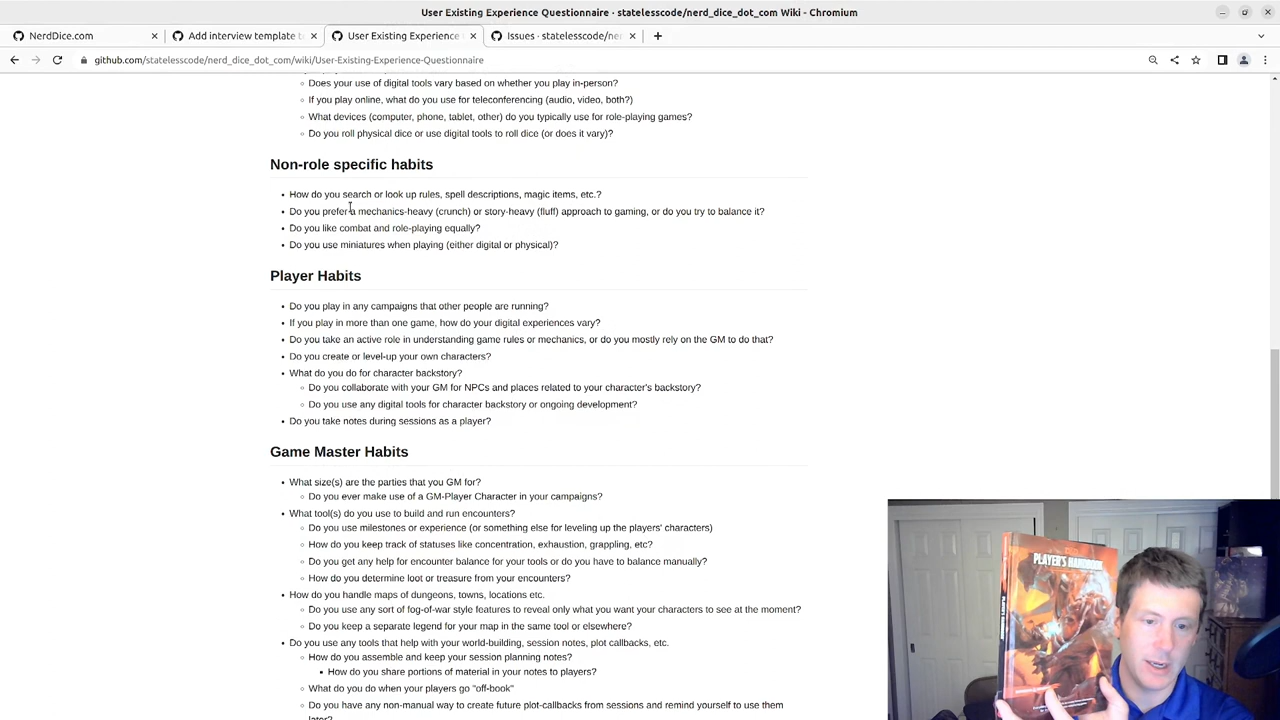 User Existing Experience Questionnaire · statelesscode/nerd_dice_dot_com Wiki - Chromium
NerdDice.com
Add interview template t
User Existing Experience
Issues · statelesscode/ne
github.com/statelesscode/nerd_dice_dot_com/wiki/User-Existing-Experience-Questionnaire
Does your use of digital tools vary based on whether you play in-person?
If you play online, what do you use for teleconferencing (audio, video, both?)
What devices (computer, phone, tablet, other) do you typically use for role-playing games?
Do you roll physical dice or use digital tools to roll dice (or does it vary)?
Non-role specific habits
How do you search or look up rules, spell descriptions, magic items, etc.?
Do you prefer a mechanics-heavy (crunch) or story-heavy (fluff) approach to gaming, or do you try to balance it?
Do you like combat and role-playing equally?
Do you use miniatures when playing (either digital or physical)?
Player Habits
Do you play in any campaigns that other people are running?
If you play in more than one game, how do your digital experiences vary?
Do you take an active role in understanding game rules or mechanics, or do you mostly rely on the GM to do that?
Do you create or level-up your own characters?
What do you do for character backstory?
Do you collaborate with your GM for NPCs and places related to your character's backstory?
Do you use any digital tools for character backstory or ongoing development?
Do you take notes during sessions as a player?
Game Master Habits
What size(s) are the parties that you GM for?
Do you ever make use of a GM-Player Character in your campaigns?
What tool(s) do you use to build and run encounters?
Do you use milestones or experience (or something else for leveling up the players' characters)
How do you keep track of statuses like concentration, exhaustion, grappling, etc?
Do you get any help for encounter balance for your tools or do you have to balance manually?
How do you determine loot or treasure from your encounters?
How do you handle maps of dungeons, towns, locations etc.
Do you use any sort of fog-of-war style features to reveal only what you want your characters to see at the moment?
Do you keep a separate legend for your map in the same tool or elsewhere?
Do you use any tools that help with your world-building, session notes, plot callbacks, etc.
How do you assemble and keep your session planning notes?
How do you share portions of material in your notes to players?
What do you do when your players go "off-book"
Do you have any non-manual way to create future plot-callbacks from sessions and remind yourself to use them
later?
PLAYER'S HANDBOOK